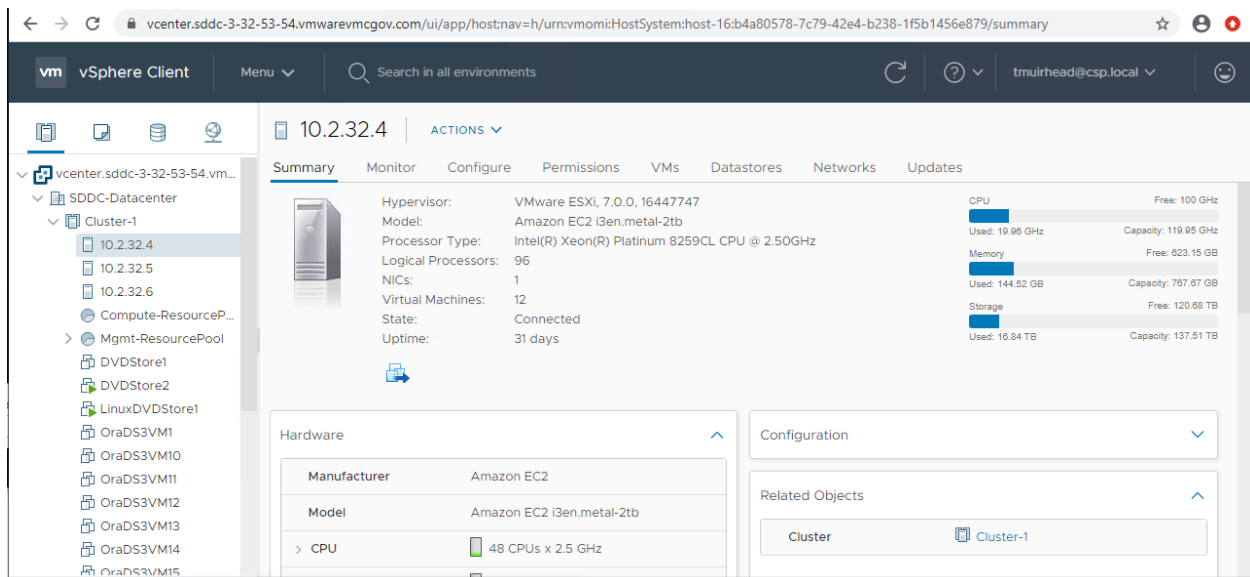 vcenter.sddc-3-32-53-54.vmwarevmcgov.com/ui/app/host;nav=h/urn:vmomi:HostSystem:host-16:b4a80578-7c79-42e4-b238-1f5b1456e879/summary
vm vSphere Client Menu Search in all environments tmuirhead@csp.local
10.2.32.4 ACTIONS
Summary Monitor Configure Permissions VMs Datastores Networks Updates
vcenter.sddc-3-32-53-54.vm...
SDDC-Datacenter
Cluster-1
10.2.32.4
10.2.32.5
10.2.32.6
Compute-ResourceP...
Mgmt-ResourcePool
DVDStore1
DVDStore2
LinuxDVDStore1
OraDS3VM1
OraDS3VM10
OraDS3VM11
OraDS3VM12
OraDS3VM13
OraDS3VM14
OraDS3VM15
Hypervisor: VMware ESXi, 7.0.0, 16447747
Model: Amazon EC2 i3en.metal-2tb
Processor Type: Intel(R) Xeon(R) Platinum 8259CL CPU @ 2.50GHz
Logical Processors: 96
NICs: 1
Virtual Machines: 12
State: Connected
Uptime: 31 days
CPU Free: 100 GHz
Used: 19.96 GHz Capacity: 119.95 GHz
Memory Free: 623.15 GB
Used: 144.52 GB Capacity: 767.67 GB
Storage Free: 120.68 TB
Used: 16.84 TB Capacity: 137.51 TB
Hardware
Manufacturer Amazon EC2
Model Amazon EC2 i3en.metal-2tb
CPU 48 CPUs x 2.5 GHz
Configuration
Related Objects
Cluster Cluster-1